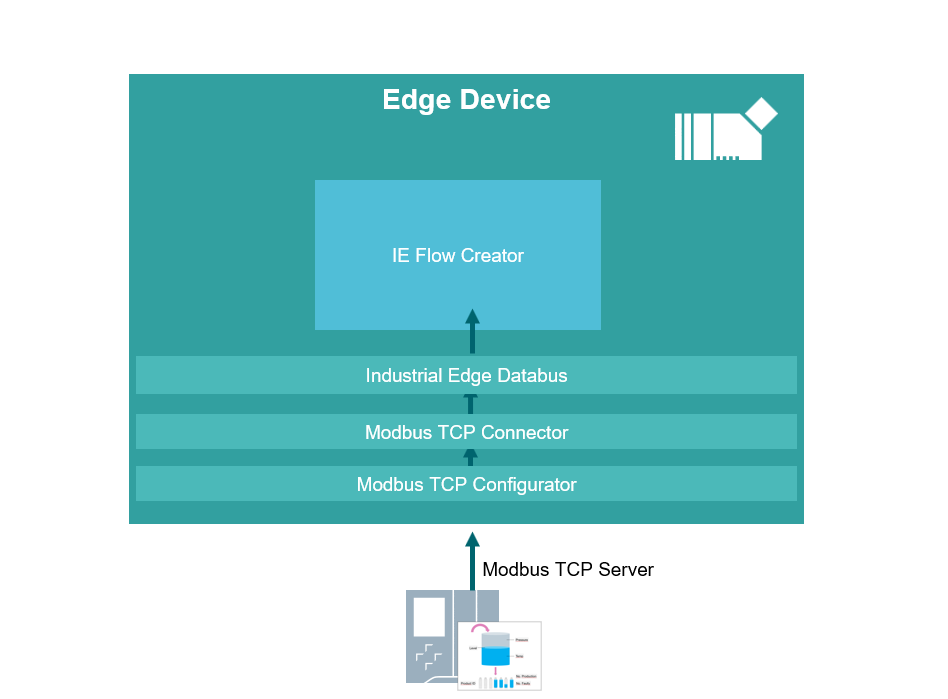 Edge Device
IE Flow Creator
Industrial Edge Databus
Modbus TCP Connector
Modbus TCP Configurator
Modbus TCP Server